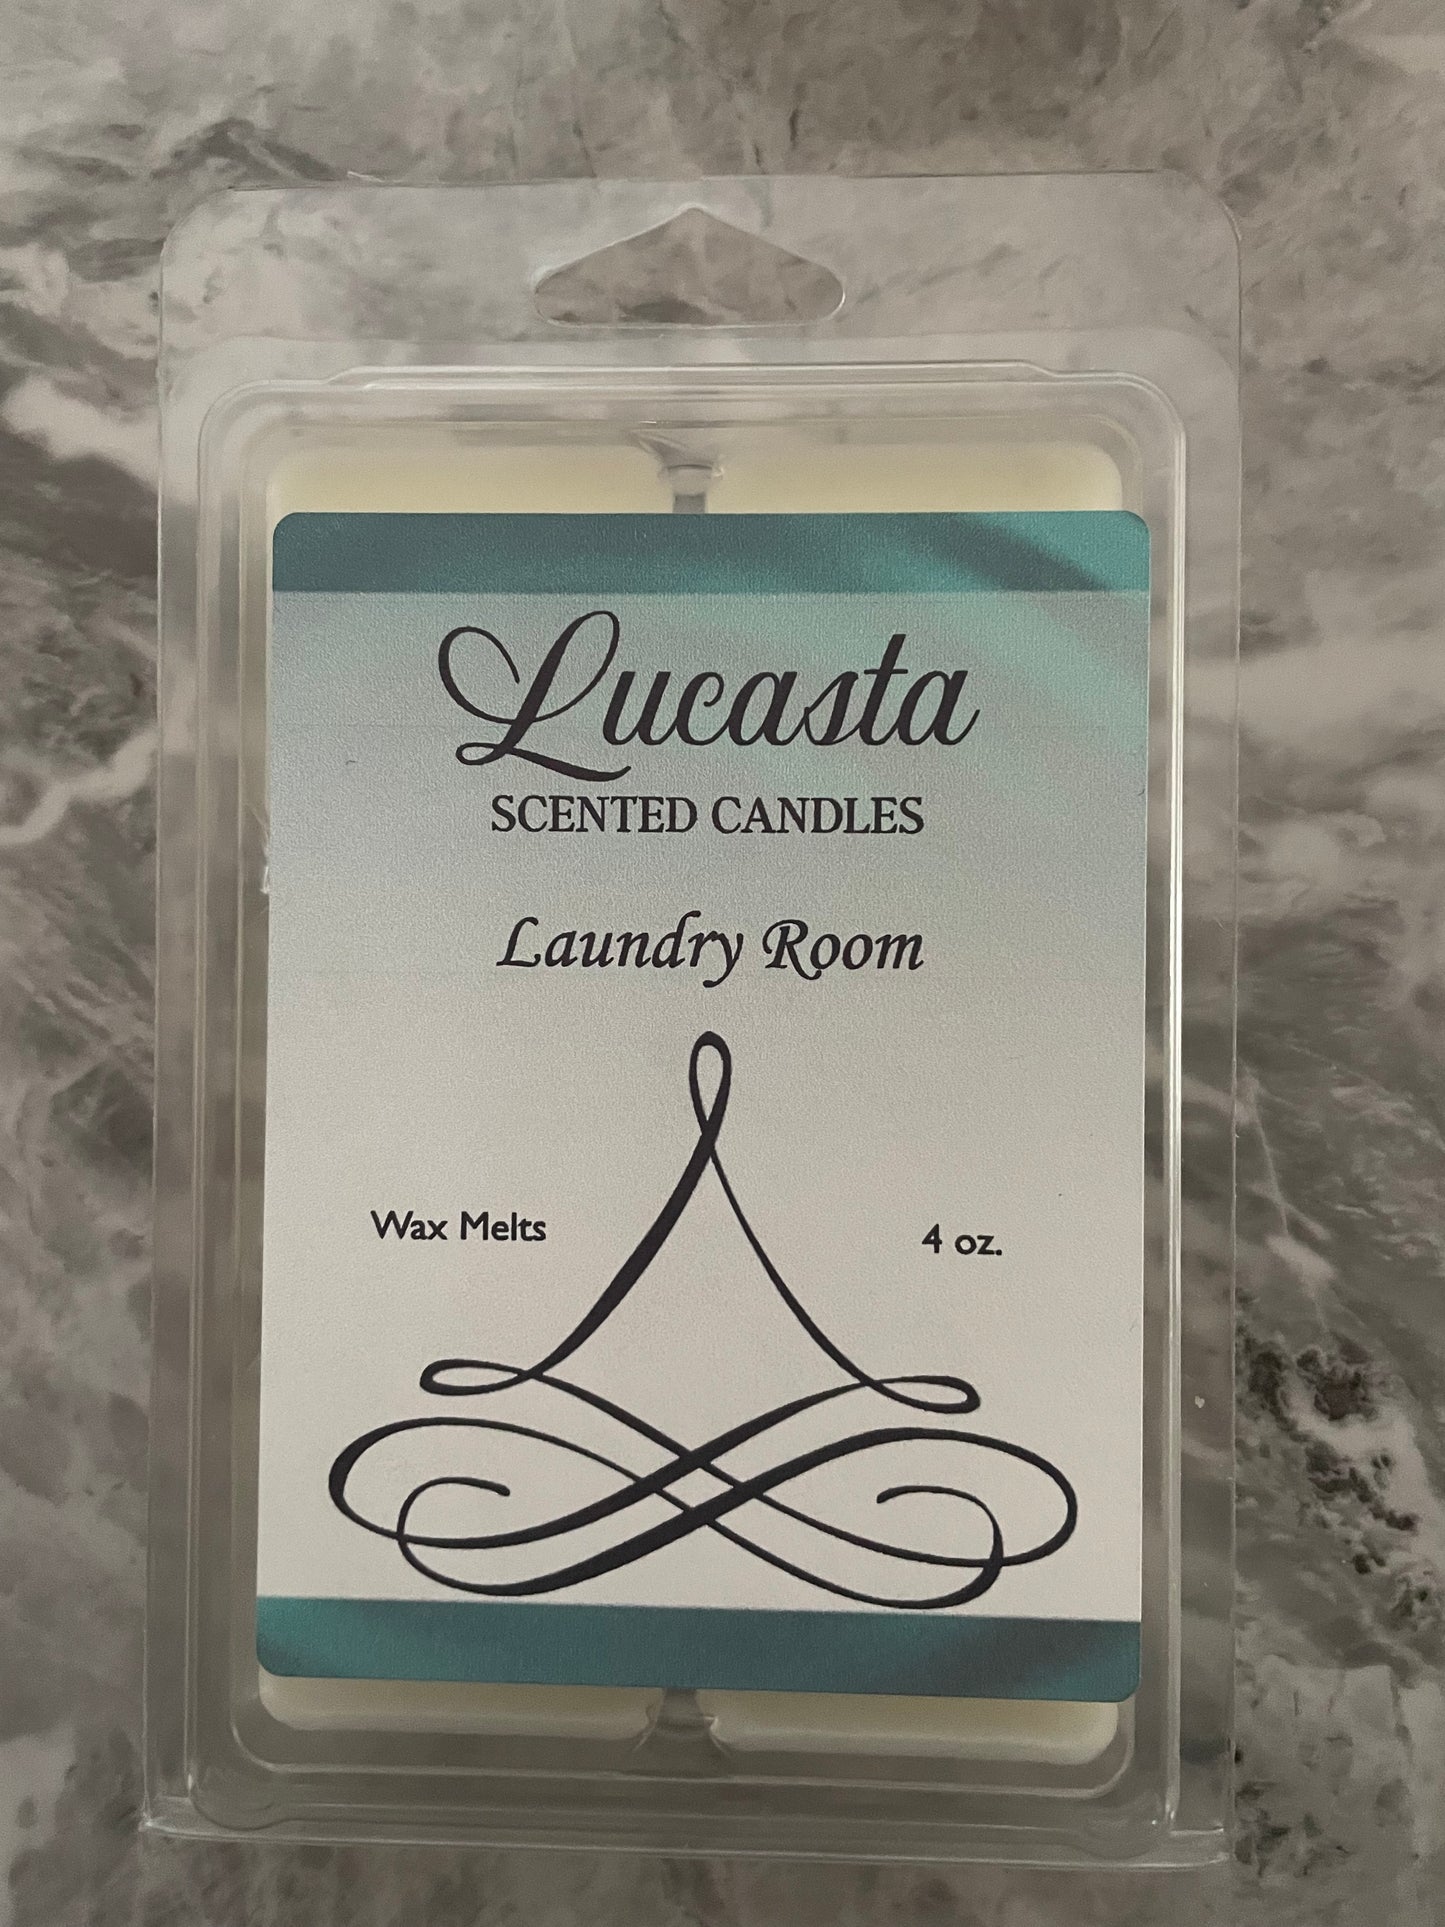 Lucasta
SCENTED CANDLES
Laundry Room
Wax Melts
4 oz.